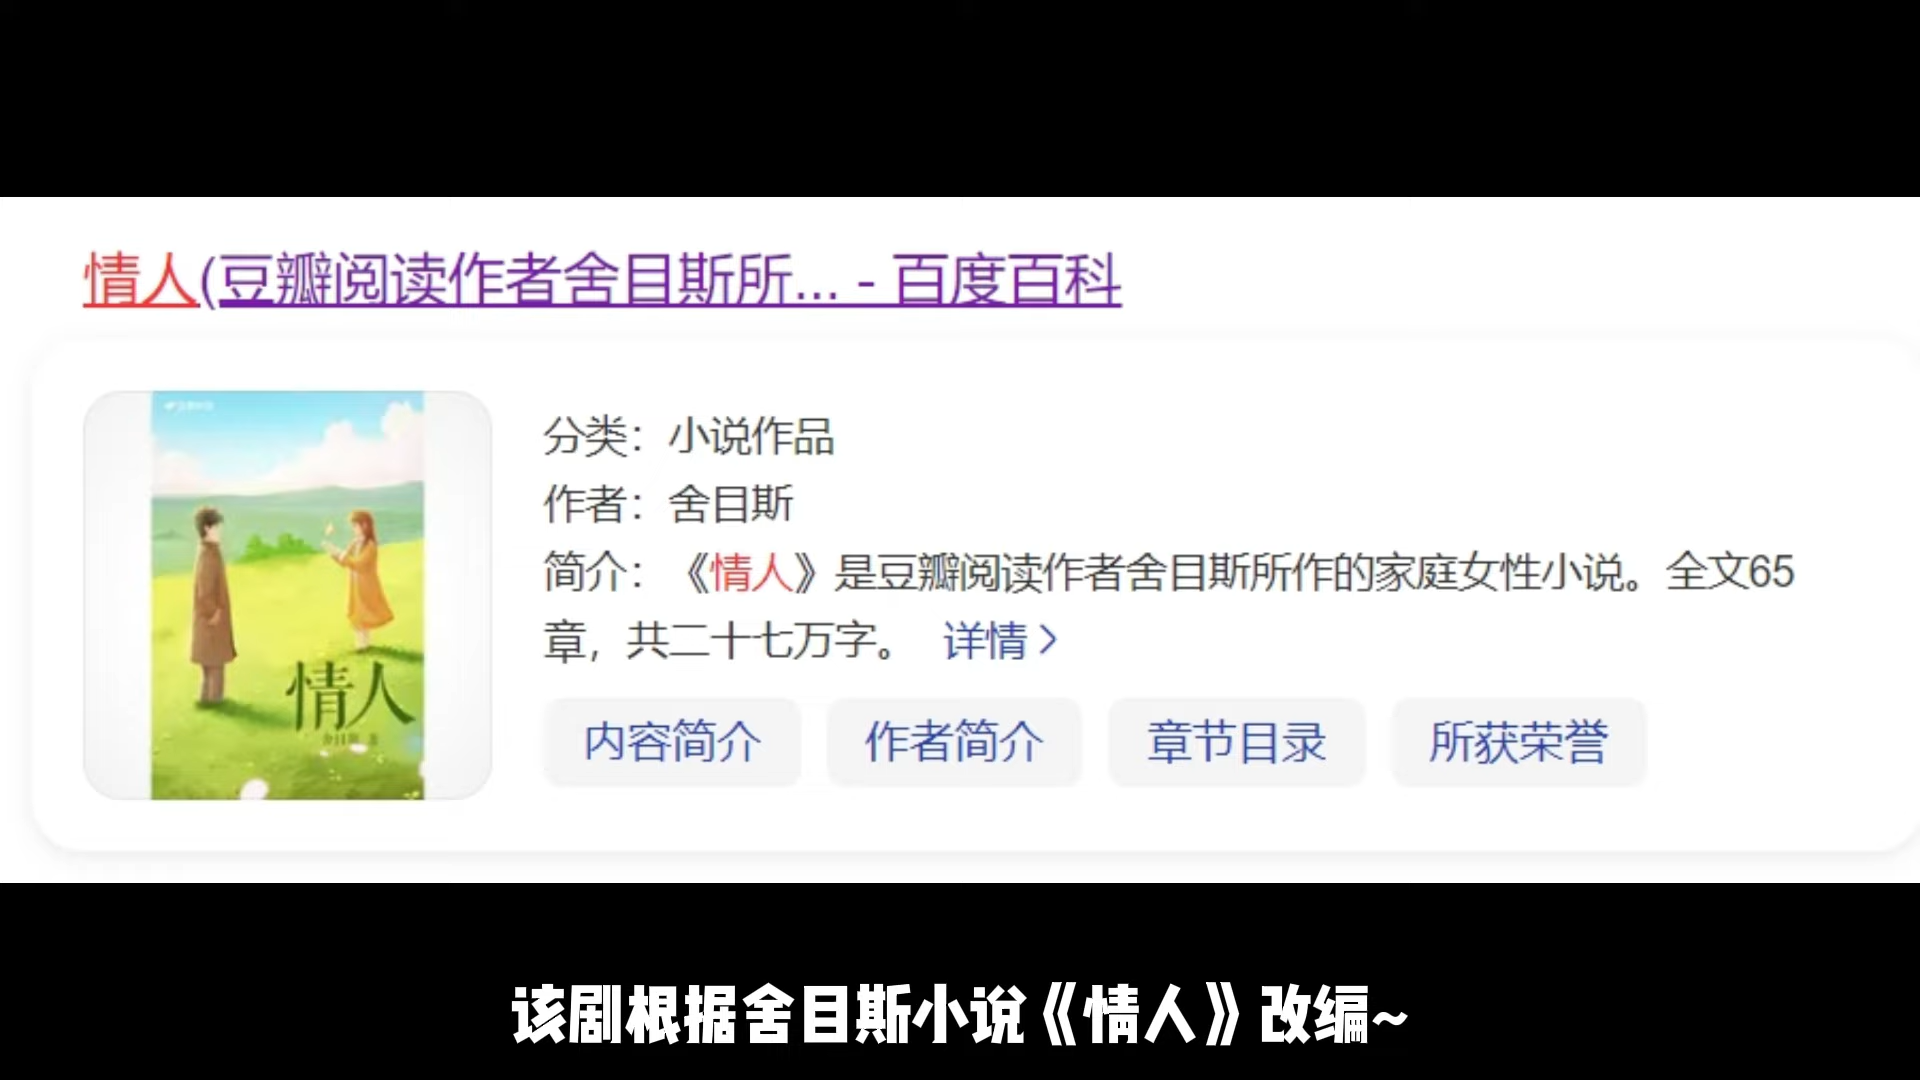 情人(豆瓣阅读作者舍目斯所... - 百度百科
情人
分类：小说作品
作者：舍目斯
简介：《情人》是豆瓣阅读作者舍目斯所作的家庭女性小说。全文65
章，共二十七万字。 详情 >
内容简介 作者简介 章节目录 所获荣誉
该剧根据舍目斯小说《情人》改编~